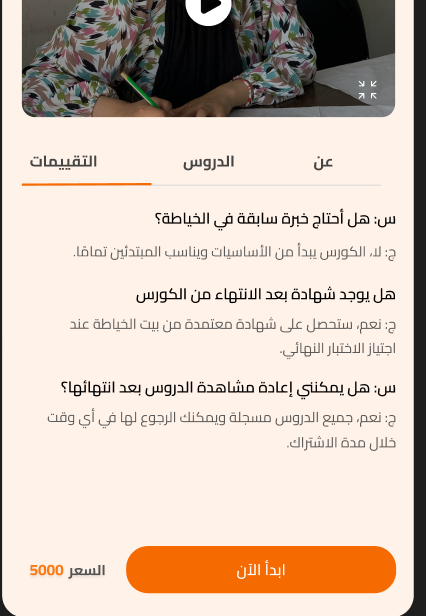 عن الدروس التقييمات
س: هل أحتاج خبرة سابقة في الخياطة؟
ج: لا، الكورس يبدأ من الأساسيات ويناسب المبتدئين تمامًا.
هل يوجد شهادة بعد الانتهاء من الكورس
ج: نعم، ستحصل على شهادة معتمدة من بيت الخياطة عند
اجتياز الاختبار النهائي.
س: هل يمكنني إعادة مشاهدة الدروس بعد انتهائها؟
ج: نعم، جميع الدروس مسجلة ويمكنك الرجوع لها في أي وقت
خلال مدة الاشتراك.
ابدأ الآن
السعر 5000